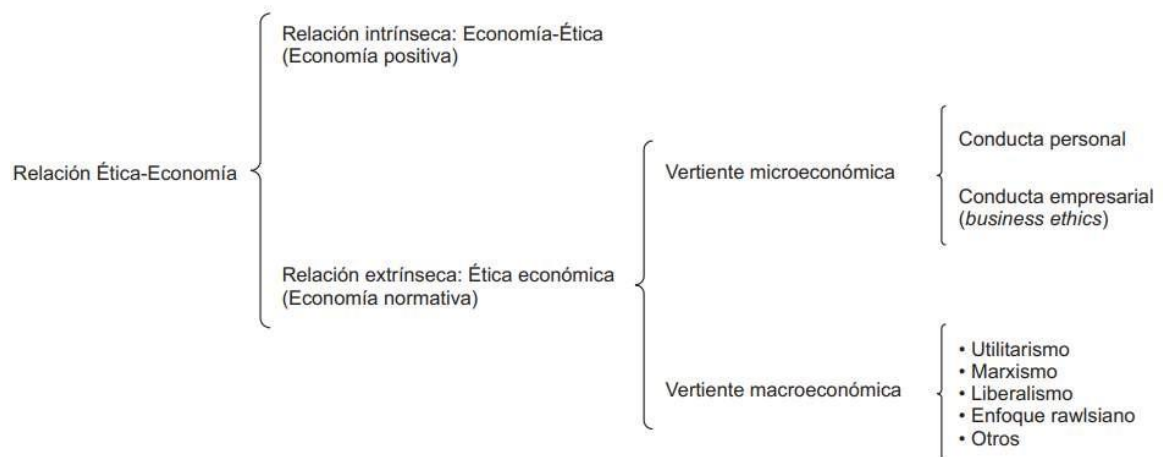 Relación Ética-Economía
Relación intrínseca: Economía-Ética
(Economía positiva)
Relación extrínseca: Ética económica
(Economía normativa)
Vertiente microeconómica
Conducta personal
Conducta empresarial
(business ethics)
Vertiente macroeconómica
• Utilitarismo
• Marxismo
• Liberalismo
• Enfoque rawlsiano
• Otros